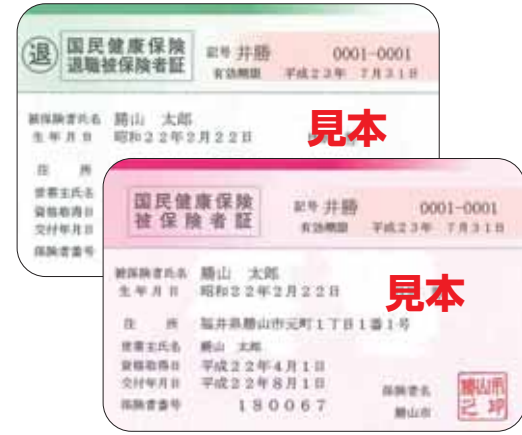 退
国民健康保険
退職被保険者証
記号 井勝 0001-0001
有効期限 平成23年 7月31日
被保険者氏名 勝山 太郎
生年月日 昭和22年2月22日
見本
住 所
世帯主氏名
資格取得日
交付年月日
保険者番号
国民健康保険
被保険者証
記号 井勝 0001-0001
有効期限 平成23年 7月31日
被保険者氏名 勝山 太郎
生年月日 昭和22年2月22日
見本
住 所 福井県勝山市元町1丁目1番1号
世帯主氏名 勝山 太郎
資格取得日 平成22年4月1日
交付年月日 平成22年8月1日
保険者番号 180067
保険者名
勝山市
勝山市
之印